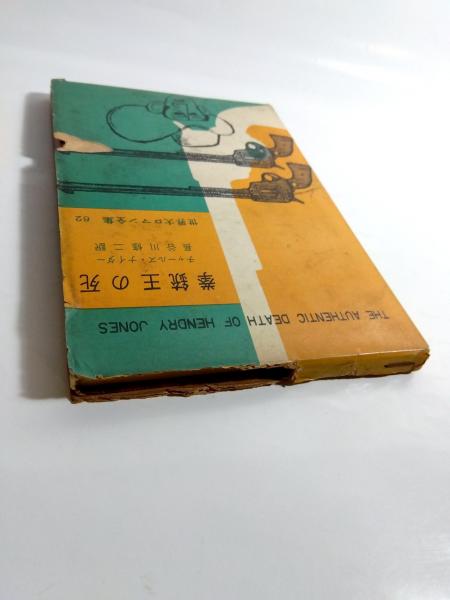 THE AUTHENTIC DEATH OF HENDRY JONES
拳銃王の死
チャールズ・ナイダー
長谷川修二訳
世界大ロマン全集 62